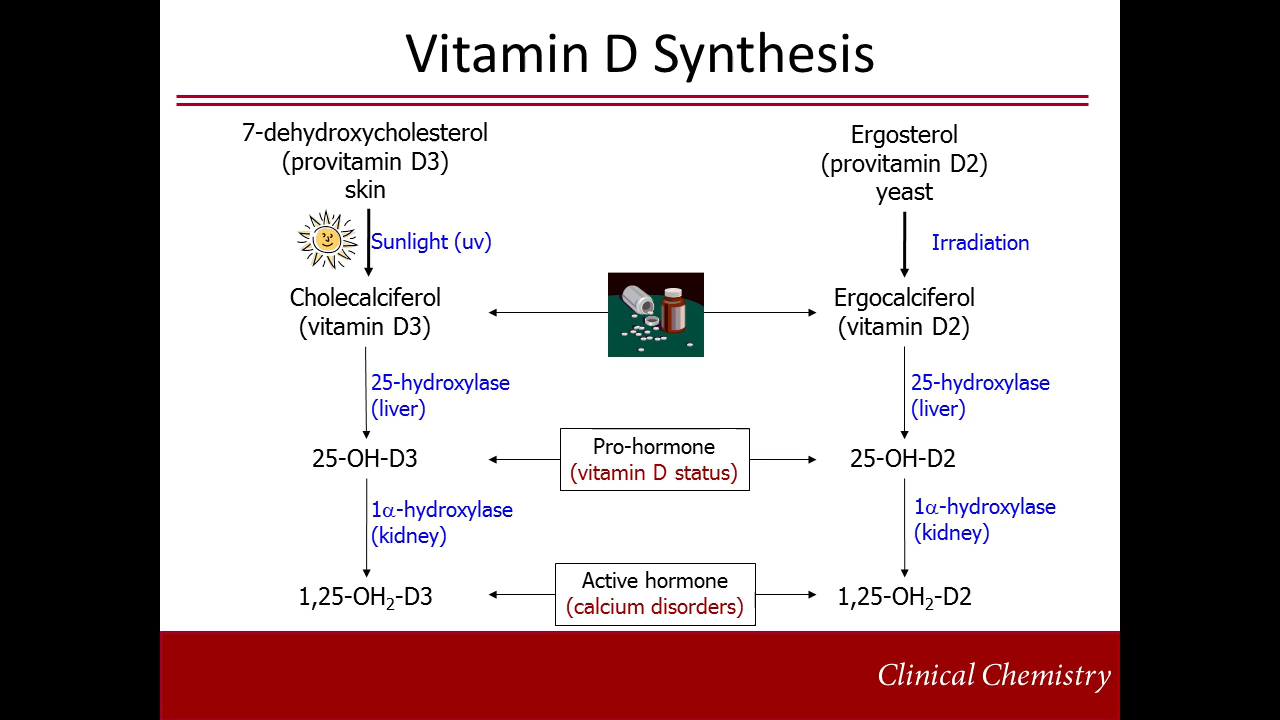 Vitamin D Synthesis
7-dehydroxycholesterol
(provitamin D3)
skin
Ergosterol
(provitamin D2)
yeast
Sunlight (uv)
Irradiation
Cholecalciferol
(vitamin D3)
Ergocalciferol
(vitamin D2)
25-hydroxylase
(liver)
25-hydroxylase
(liver)
25-OH-D3
Pro-hormone
(vitamin D status)
25-OH-D2
1α-hydroxylase
(kidney)
1α-hydroxylase
(kidney)
1,25-OH₂-D3
Active hormone
(calcium disorders)
1,25-OH₂-D2
Clinical Chemistry